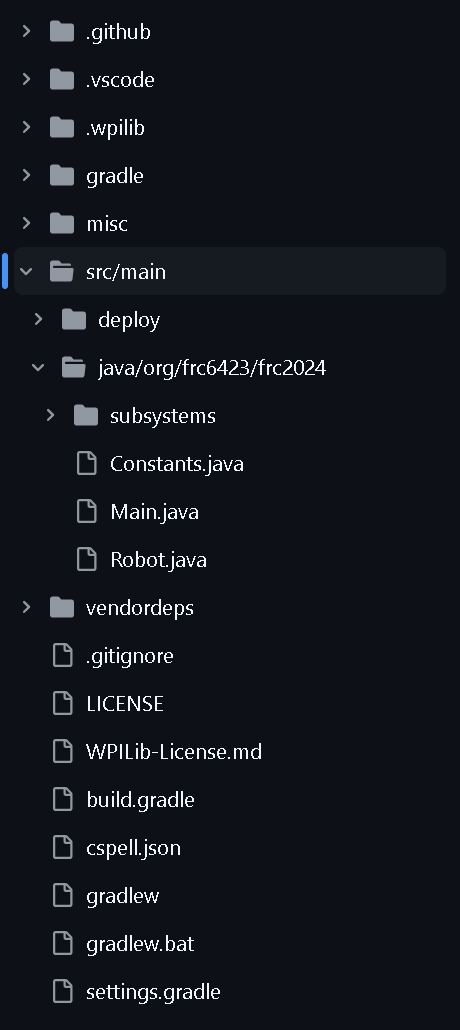 .github
.vscode
.wpilib
gradle
misc
src/main
deploy
java/org/frc6423/frc2024
subsystems
Constants.java
Main.java
Robot.java
vendordeps
.gitignore
LICENSE
WPILib-License.md
build.gradle
cspell.json
gradlew
gradlew.bat
settings.gradle